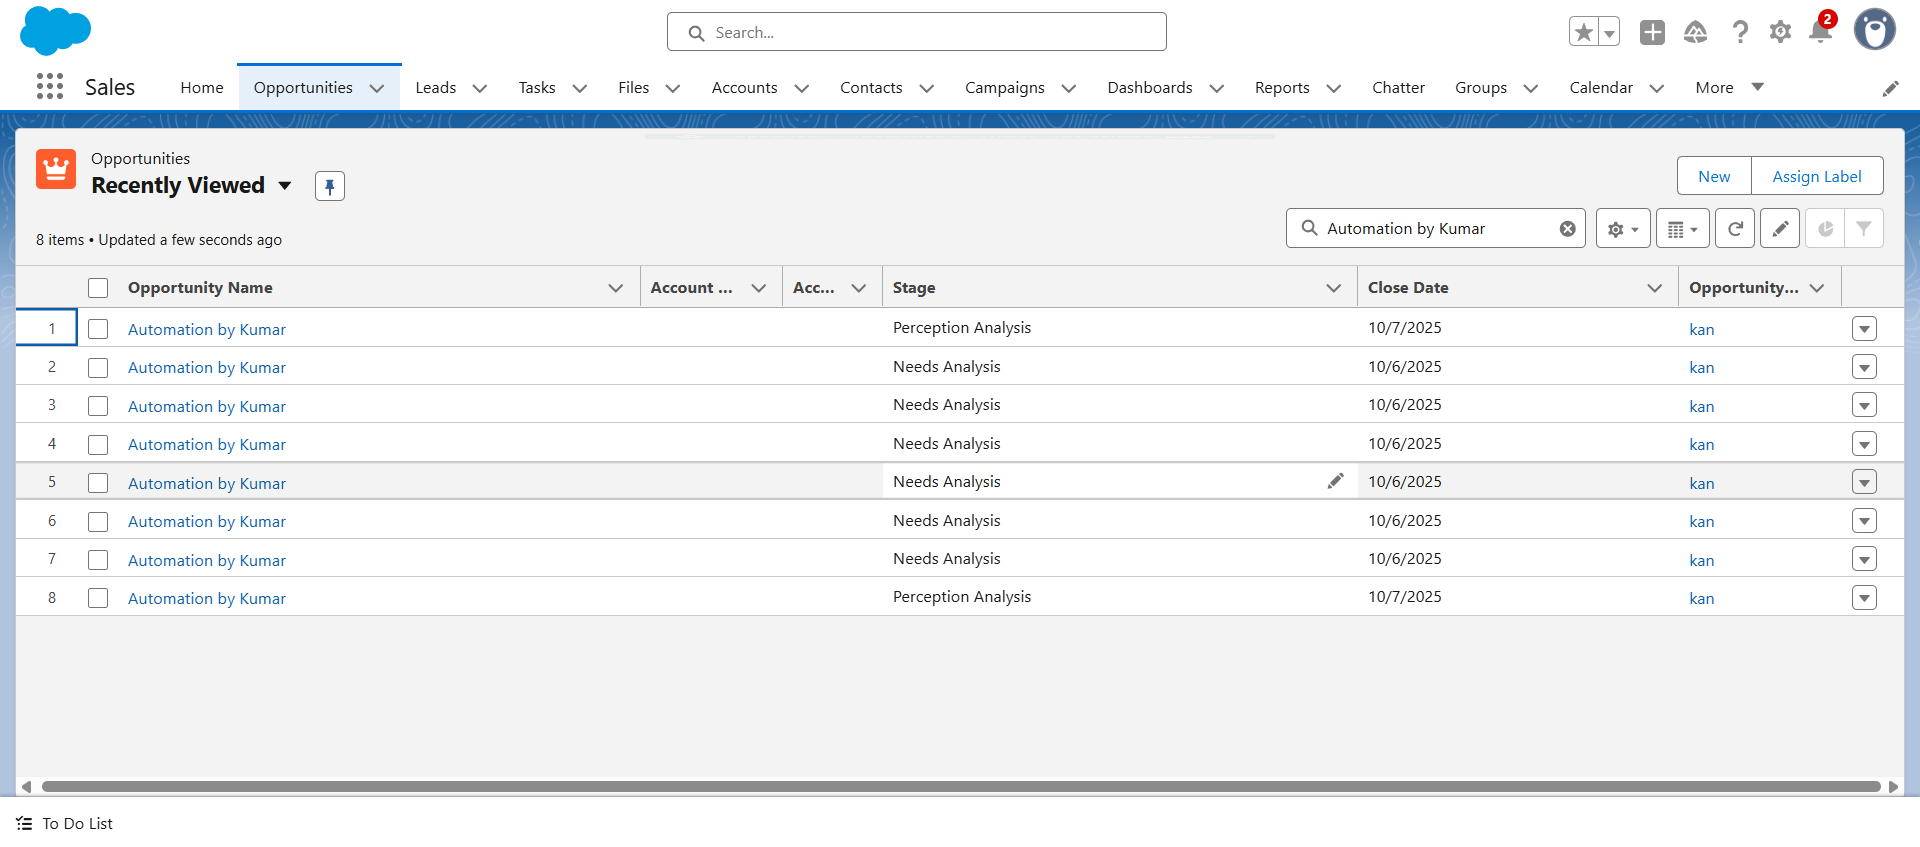 Search...
2
Sales
Home
Opportunities
Leads
Tasks
Files
Accounts
Contacts
Campaigns
Dashboards
Reports
Chatter
Groups
Calendar
More
Opportunities
Recently Viewed
New
Assign Label
8 items • Updated a few seconds ago
Automation by Kumar
Opportunity Name
Account ...
Acc...
Stage
Close Date
Opportunity...
1 Automation by Kumar Perception Analysis 10/7/2025 kan
2 Automation by Kumar Needs Analysis 10/6/2025 kan
3 Automation by Kumar Needs Analysis 10/6/2025 kan
4 Automation by Kumar Needs Analysis 10/6/2025 kan
5 Automation by Kumar Needs Analysis 10/6/2025 kan
6 Automation by Kumar Needs Analysis 10/6/2025 kan
7 Automation by Kumar Needs Analysis 10/6/2025 kan
8 Automation by Kumar Perception Analysis 10/7/2025 kan
To Do List